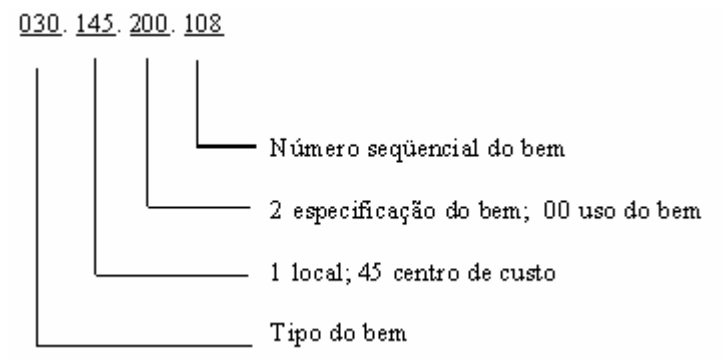 030. 145. 200. 108
Número seqüencial do bem
2 especificação do bem; 00 uso do bem
1 local; 45 centro de custo
Tipo do bem